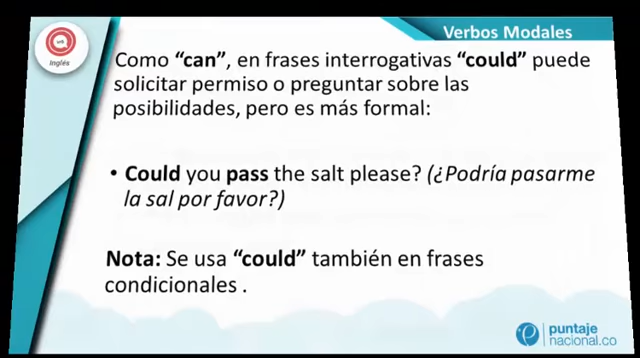 Verbos Modales
Inglés
Como “can”, en frases interrogativas “could” puede
solicitar permiso o preguntar sobre las
posibilidades, pero es más formal:
• Could you pass the salt please? (¿Podría pasarme
la sal por favor?)
Nota: Se usa “could” también en frases
condicionales .
puntaje
nacional.co